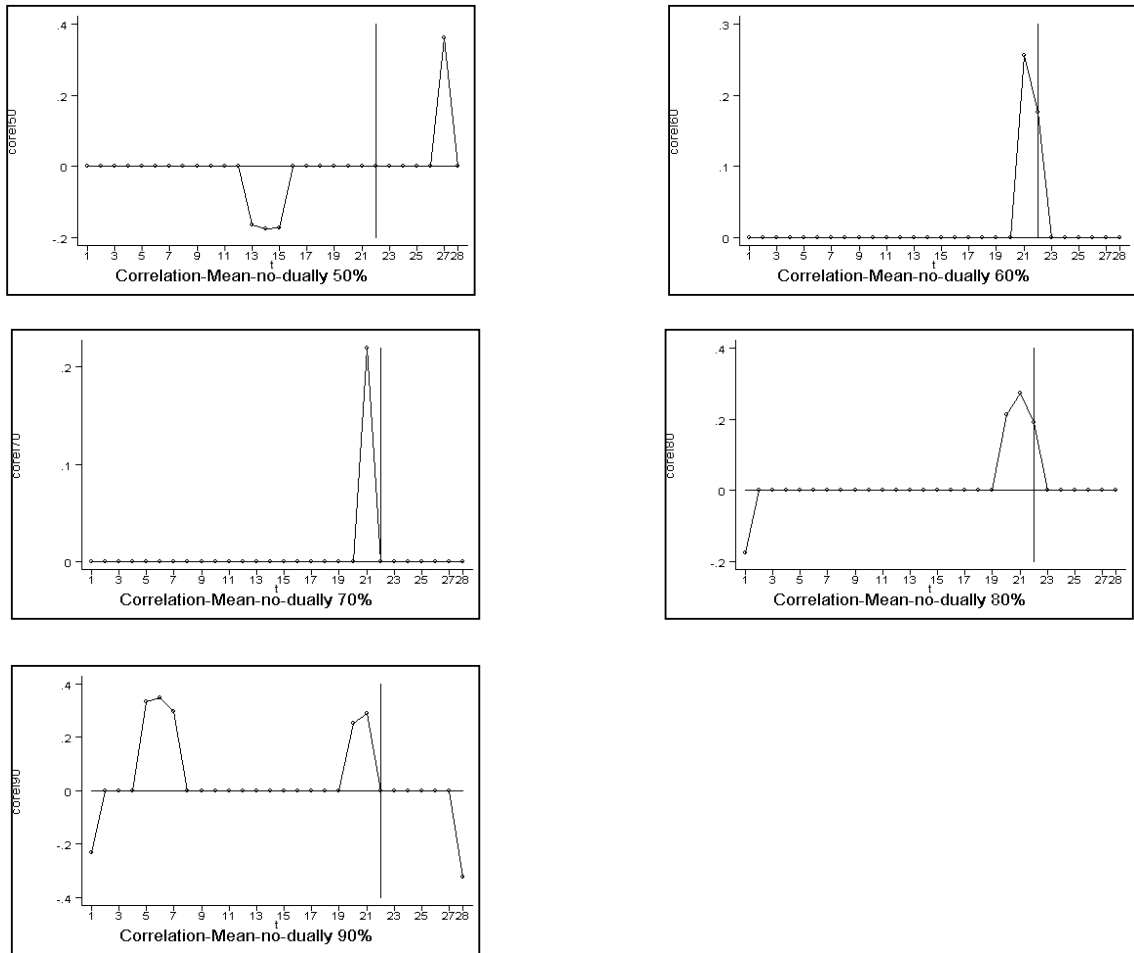 .4
.2
0
-.2
corel50
1 3 5 7 9 11 13 15 17 19 21 23 25 2728
t
Correlation-Mean-no-dually 50%
.3
.2
.1
0
corel60
1 3 5 7 9 11 13 15 17 19 21 23 25 2728
t
Correlation-Mean-no-dually 60%
.2
.1
0
corel70
1 3 5 7 9 11 13 15 17 19 21 23 25 2728
t
Correlation-Mean-no-dually 70%
.4
.2
0
-.2
corel80
1 3 5 7 9 11 13 15 17 19 21 23 25 2728
t
Correlation-Mean-no-dually 80%
.4
.2
0
-.2
-.4
corel90
1 3 5 7 9 11 13 15 17 19 21 23 25 2728
t
Correlation-Mean-no-dually 90%